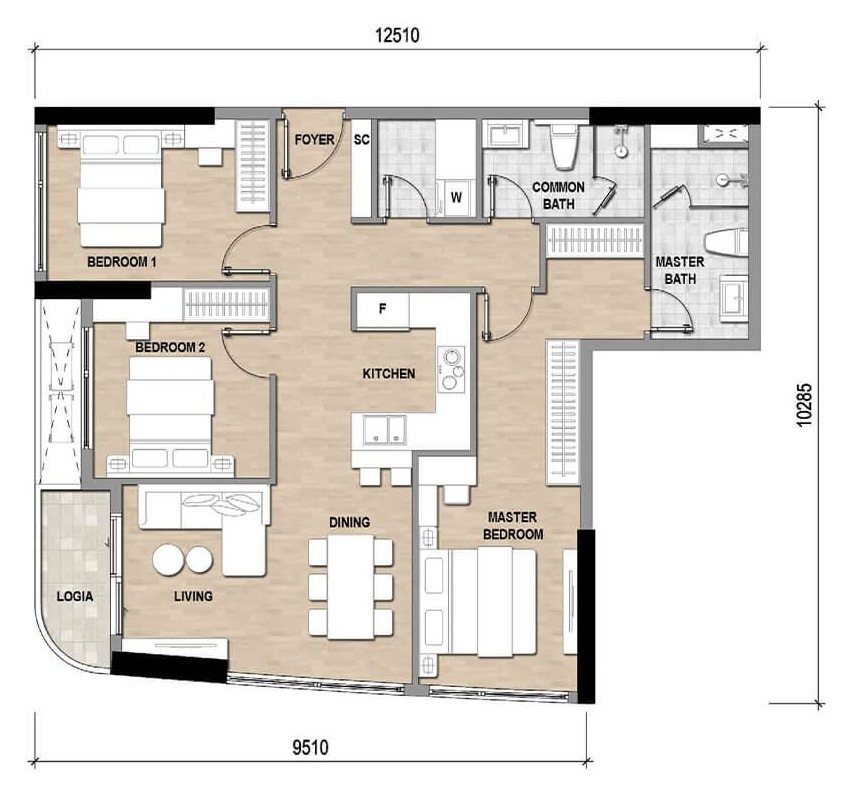 12510
FOYER
SC
W
COMMON
BATH
BEDROOM 1
MASTER
BATH
F
BEDROOM 2
KITCHEN
10285
DINING
MASTER
BEDROOM
LOGIA
LIVING
9510